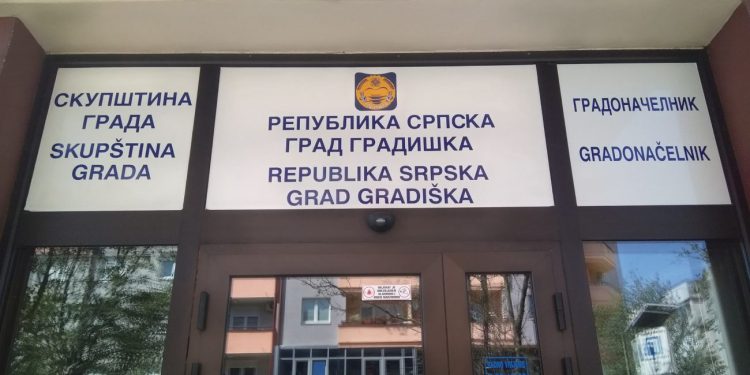 СКУПШТИНА
ГРАДА
SKUPŠTINA
GRADA
РЕПУБЛИКА СРПСКА
ГРАД ГРАДИШКА
REPUBLIKA SRPSKA
GRAD GRADIŠKA
ГРАДОНАЧЕЛНИК
GRADONAČELNIK